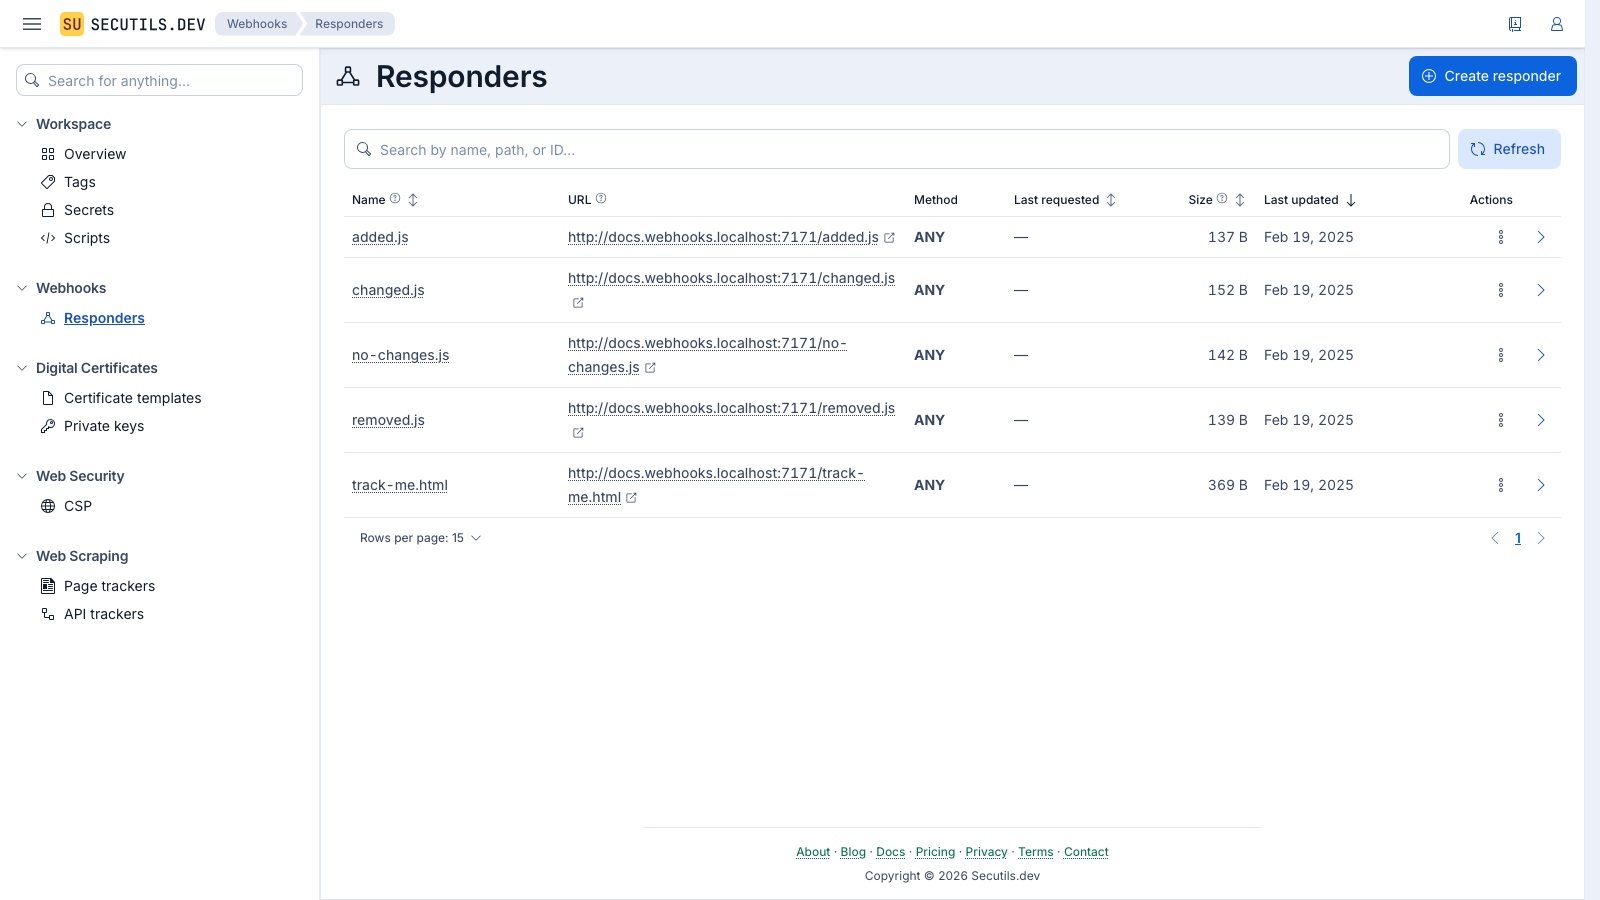 SU SECUTILS.DEV Webhooks Responders
Search for anything...
Workspace
Overview
Tags
Secrets
Scripts
Webhooks
Responders
Digital Certificates
Certificate templates
Private keys
Web Security
CSP
Web Scraping
Page trackers
API trackers
Responders
Create responder
Search by name, path, or ID...
Refresh
Name URL Method Last requested Size Last updated Actions
added.js http://docs.webhooks.localhost:7171/added.js ANY — 137 B Feb 19, 2025
changed.js http://docs.webhooks.localhost:7171/changed.js ANY — 152 B Feb 19, 2025
no-changes.js http://docs.webhooks.localhost:7171/no-
changes.js ANY — 142 B Feb 19, 2025
removed.js http://docs.webhooks.localhost:7171/removed.js ANY — 139 B Feb 19, 2025
track-me.html http://docs.webhooks.localhost:7171/track-
me.html ANY — 369 B Feb 19, 2025
Rows per page: 15
1
About · Blog · Docs · Pricing · Privacy · Terms · Contact
Copyright © 2026 Secutils.dev